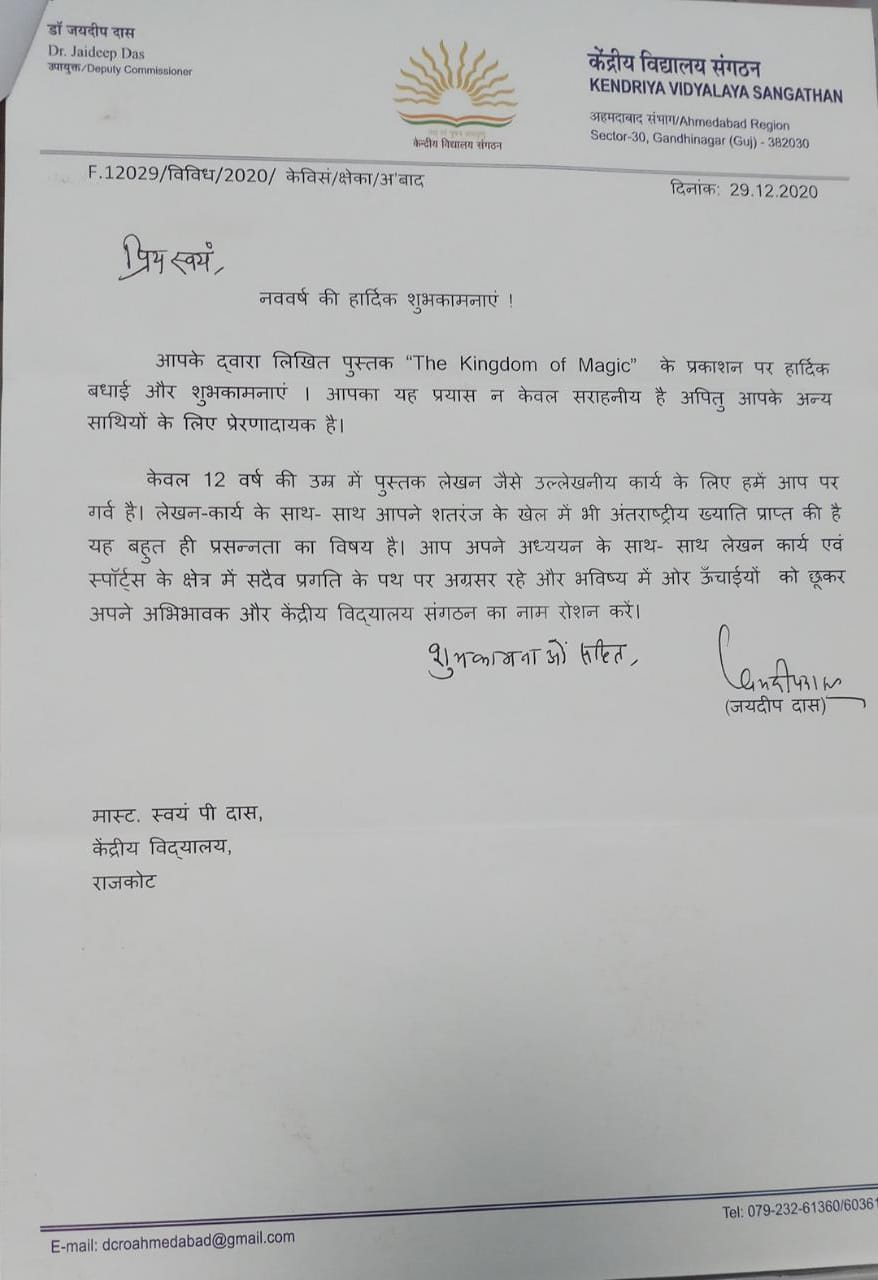 डॉ जयदीप दास
Dr. Jaideep Das
उपायुक्त/Deputy Commissioner
केन्द्रीय विद्यालय संगठन
केंद्रीय विद्यालय संगठन
KENDRIYA VIDYALAYA SANGATHAN
अहमदाबाद संभाग/Ahmedabad Region
Sector-30, Gandhinagar (Guj) - 382030
F.12029/विविध/2020/ केविसं/क्षेका/अ'बाद
दिनांक: 29.12.2020
प्रिय स्वयं,
नववर्ष की हार्दिक शुभकामनाएं !
आपके द्वारा लिखित पुस्तक “The Kingdom of Magic” के प्रकाशन पर हार्दिक
बधाई और शुभकामनाएं । आपका यह प्रयास न केवल सराहनीय है अपितु आपके अन्य
साथियों के लिए प्रेरणादायक है।
केवल 12 वर्ष की उम्र में पुस्तक लेखन जैसे उल्लेखनीय कार्य के लिए हमें आप पर
गर्व है। लेखन-कार्य के साथ- साथ आपने शतरंज के खेल में भी अंतराष्ट्रीय ख्याति प्राप्त की है
यह बहुत ही प्रसन्नता का विषय है। आप अपने अध्ययन के साथ- साथ लेखन कार्य एवं
स्पॉर्ट्स के क्षेत्र में सदैव प्रगति के पथ पर अग्रसर रहे और भविष्य में ओर ऊँचाईयों को छूकर
अपने अभिभावक और केंद्रीय विद्यालय संगठन का नाम रोशन करें।
शुभकामनाओं सहित,
(जयदीप दास)
मास्ट. स्वयं पी दास,
केंद्रीय विद्यालय,
राजकोट
E-mail: dcroahmedabad@gmail.com
Tel: 079-232-61360/60361